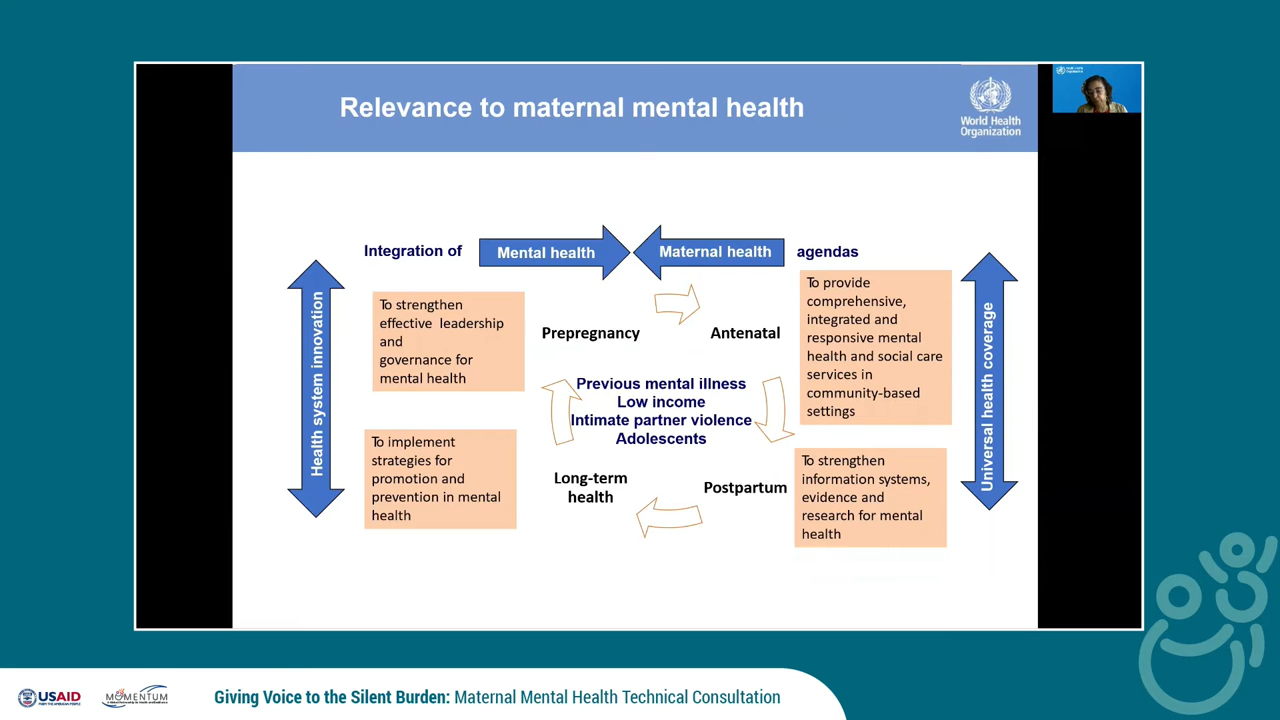 Relevance to maternal mental health
World Health
Organization
Integration of
Mental health
Maternal health
agendas
Health system innovation
To strengthen
effective leadership
and
governance for
mental health
Prepregnancy
Antenatal
To provide
comprehensive,
integrated and
responsive mental
health and social care
services in
community-based
settings
Universal health coverage
Previous mental illness
Low income
Intimate partner violence
Adolescents
To implement
strategies for
promotion and
prevention in mental
health
Long-term
health
Postpartum
To strengthen
information systems,
evidence and
research for mental
health
USAID
FROM THE AMERICAN PEOPLE
MOMENTUM
Giving Voice to the Silent Burden: Maternal Mental Health Technical Consultation